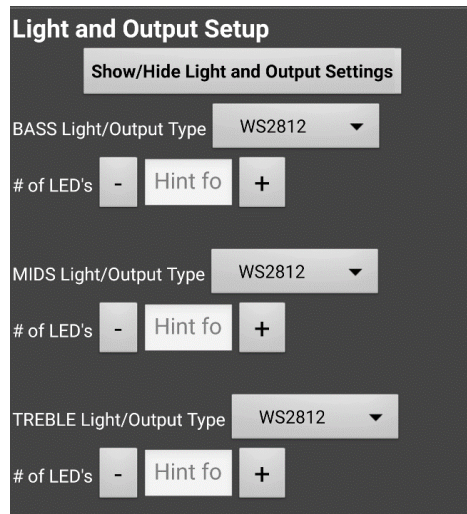 Light and Output Setup
Show/Hide Light and Output Settings
BASS Light/Output Type WS2812
# of LED's - Hint fo +
MIDS Light/Output Type WS2812
# of LED's - Hint fo +
TREBLE Light/Output Type WS2812
# of LED's - Hint fo +